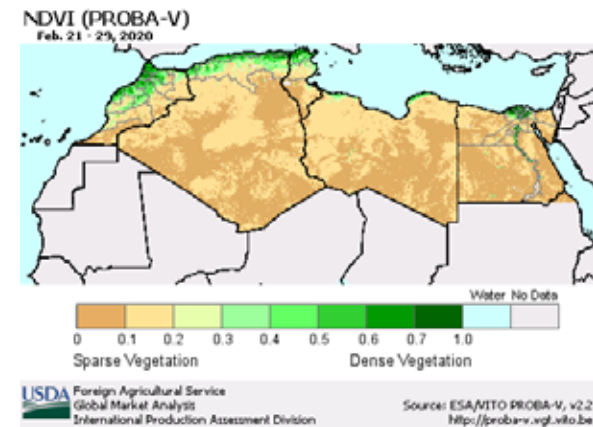 NDVI (PROBA-V)
Feb. 21 - 29, 2020
Water No Data
0 0.1 0.2 0.3 0.4 0.5 0.6 0.7 1.0
Sparse Vegetation Dense Vegetation
USDA Foreign Agricultural Service
Global Market Analysis
International Production Assessment Division
Source: ESA/VITO PROBA-V, v2.2
http://proba-v.vgt.vito.be